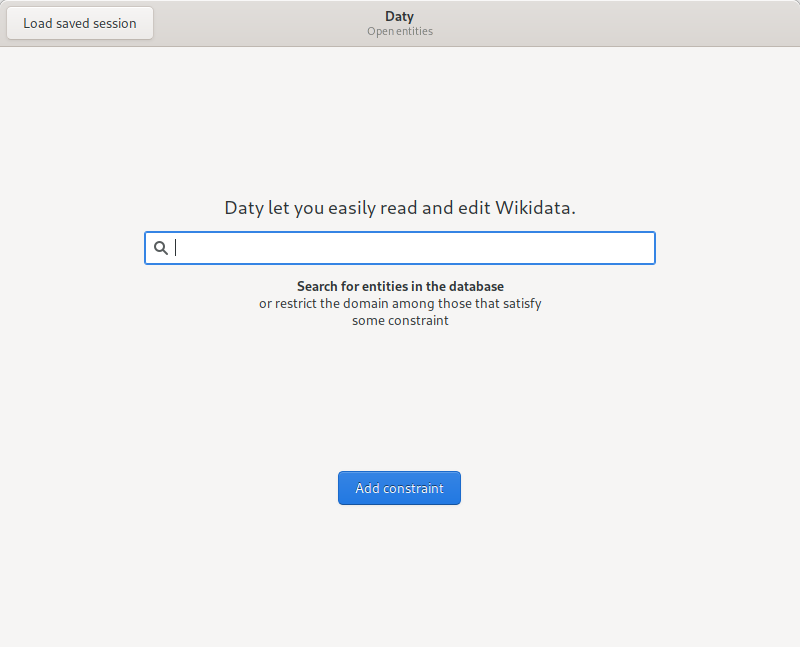 Load saved session
Daty
Open entities
Daty let you easily read and edit Wikidata.
Search for entities in the database
or restrict the domain among those that satisfy
some constraint
Add constraint